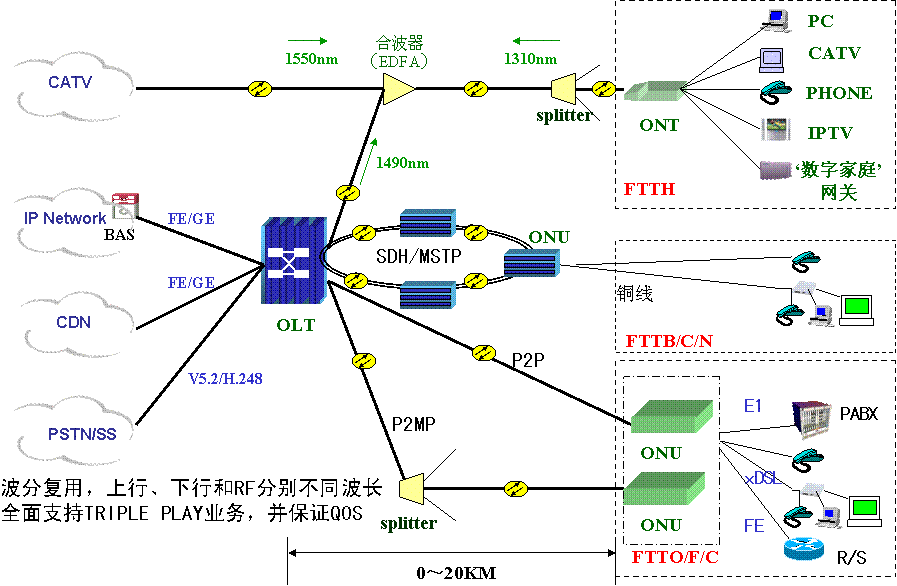 CATV
1550nm
合波器
(EDFA)
1310nm
splitter
ONT
PC
CATV
PHONE
IPTV
‘数字家庭’
网关
FTTH
1490nm
IP Network
BAS
FE/GE
FE/GE
CDN
V5.2/H.248
PSTN/SS
OLT
SDH/MSTP
ONU
铜线
FTTB/C/N
P2P
P2MP
splitter
ONU
ONU
E1
xDSL
FE
PABX
R/S
FTTO/F/C
波分复用，上行、下行和RF分别不同波长
全面支持TRIPLE PLAY业务，并保证QOS
0～20KM